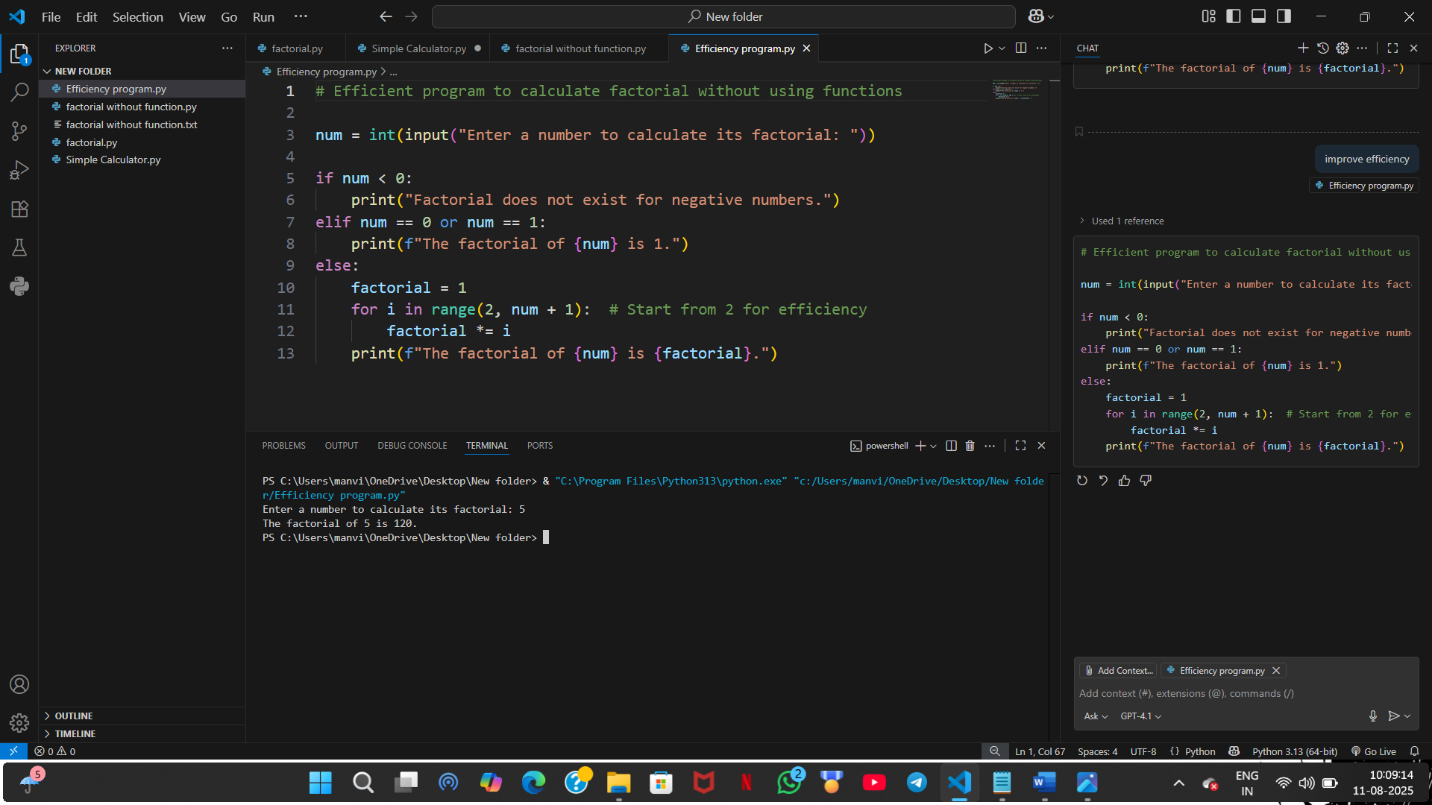 File Edit Selection View Go Run ··· New folder
EXPLORER ···
NEW FOLDER
Efficiency program.py
factorial without function.py
factorial without function.txt
factorial.py
Simple Calculator.py
OUTLINE
TIMELINE
factorial.py Simple Calculator.py factorial without function.py Efficiency program.py
Efficiency program.py > ...
1 # Efficient program to calculate factorial without using functions
2
3 num = int(input("Enter a number to calculate its factorial: "))
4
5 if num < 0:
6 print("Factorial does not exist for negative numbers.")
7 elif num == 0 or num == 1:
8 print(f"The factorial of {num} is 1.")
9 else:
10 factorial = 1
11 for i in range(2, num + 1):  # Start from 2 for efficiency
12 factorial *= i
13 print(f"The factorial of {num} is {factorial}.")
PROBLEMS OUTPUT DEBUG CONSOLE TERMINAL PORTS powershell
PS C:\Users\manvi\OneDrive\Desktop\New folder> & "C:\Program Files\Python313\python.exe" "c:/Users/manvi/OneDrive/Desktop/New folde
r/Efficiency program.py"
Enter a number to calculate its factorial: 5
The factorial of 5 is 120.
PS C:\Users\manvi\OneDrive\Desktop\New folder>
CHAT
print(f"The factorial of {num} is {factorial}.")
improve efficiency
Efficiency program.py
Used 1 reference
# Efficient program to calculate factorial without us
num = int(input("Enter a number to calculate its fact
if num < 0:
print("Factorial does not exist for negative numb
elif num == 0 or num == 1:
print(f"The factorial of {num} is 1.")
else:
factorial = 1
for i in range(2, num + 1):  # Start from 2 for e
factorial *= i
print(f"The factorial of {num} is {factorial}.")
Add Context... Efficiency program.py
Add context (#), extensions (@), commands (/)
Ask GPT-4.1
0 0 Ln 1, Col 67 Spaces: 4 UTF-8 {} Python Python 3.13 (64-bit) Go Live
1
5
2
ENG
IN
10:09:14
11-08-2025